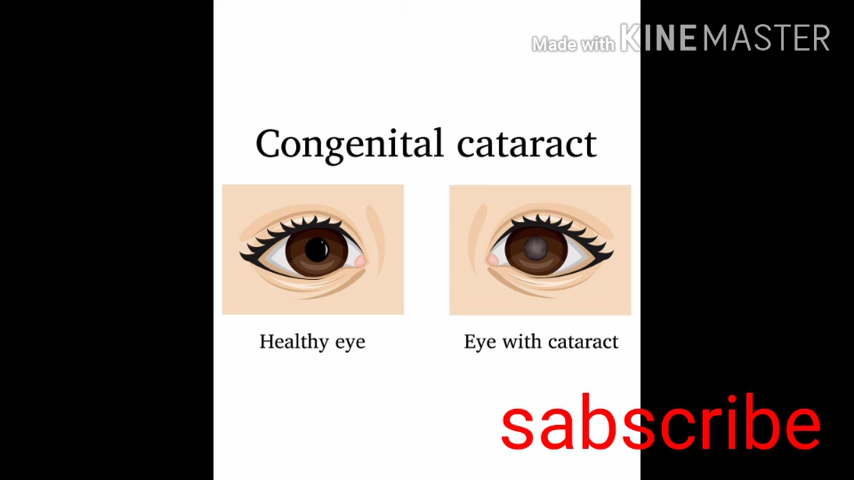 Made with KINEMASTER
Congenital cataract
Healthy eye
Eye with cataract
sabscribe